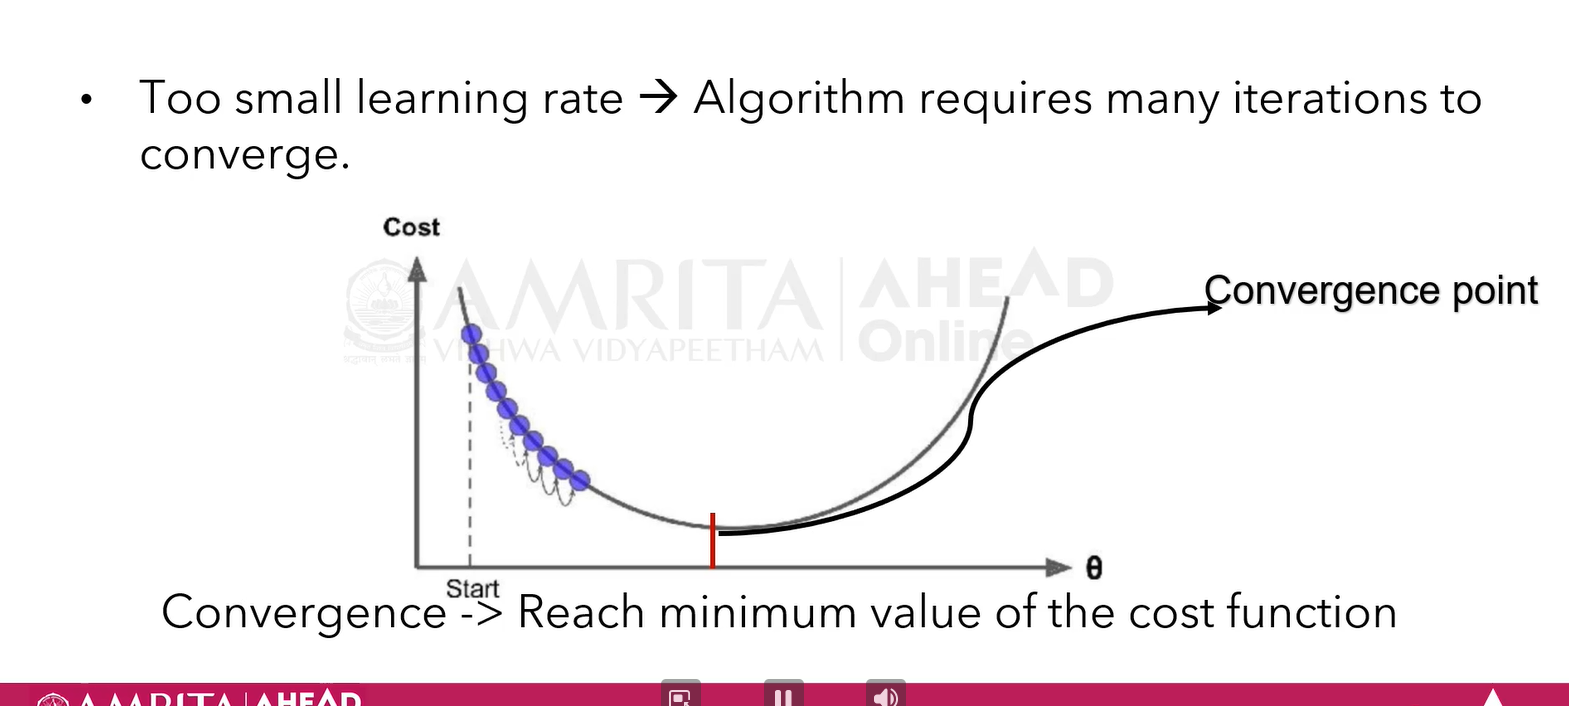 • Too small learning rate → Algorithm requires many iterations to
converge.
Cost
AMRITA AHEAD
VISHWA VIDYAPEETHAM Online
Convergence point
θ
Start
Convergence -> Reach minimum value of the cost function
AMRITA AHEAD